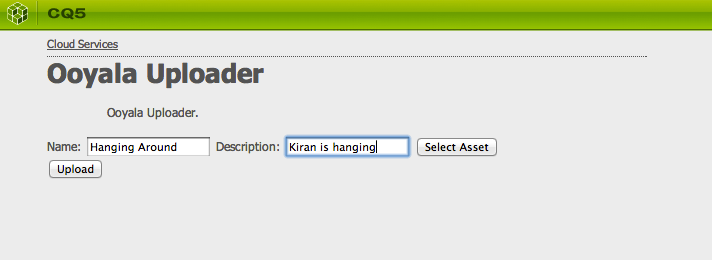 CQ5
Cloud Services
Ooyala Uploader
Ooyala Uploader.
Name: Hanging Around Description: Kiran is hanging Select Asset
Upload